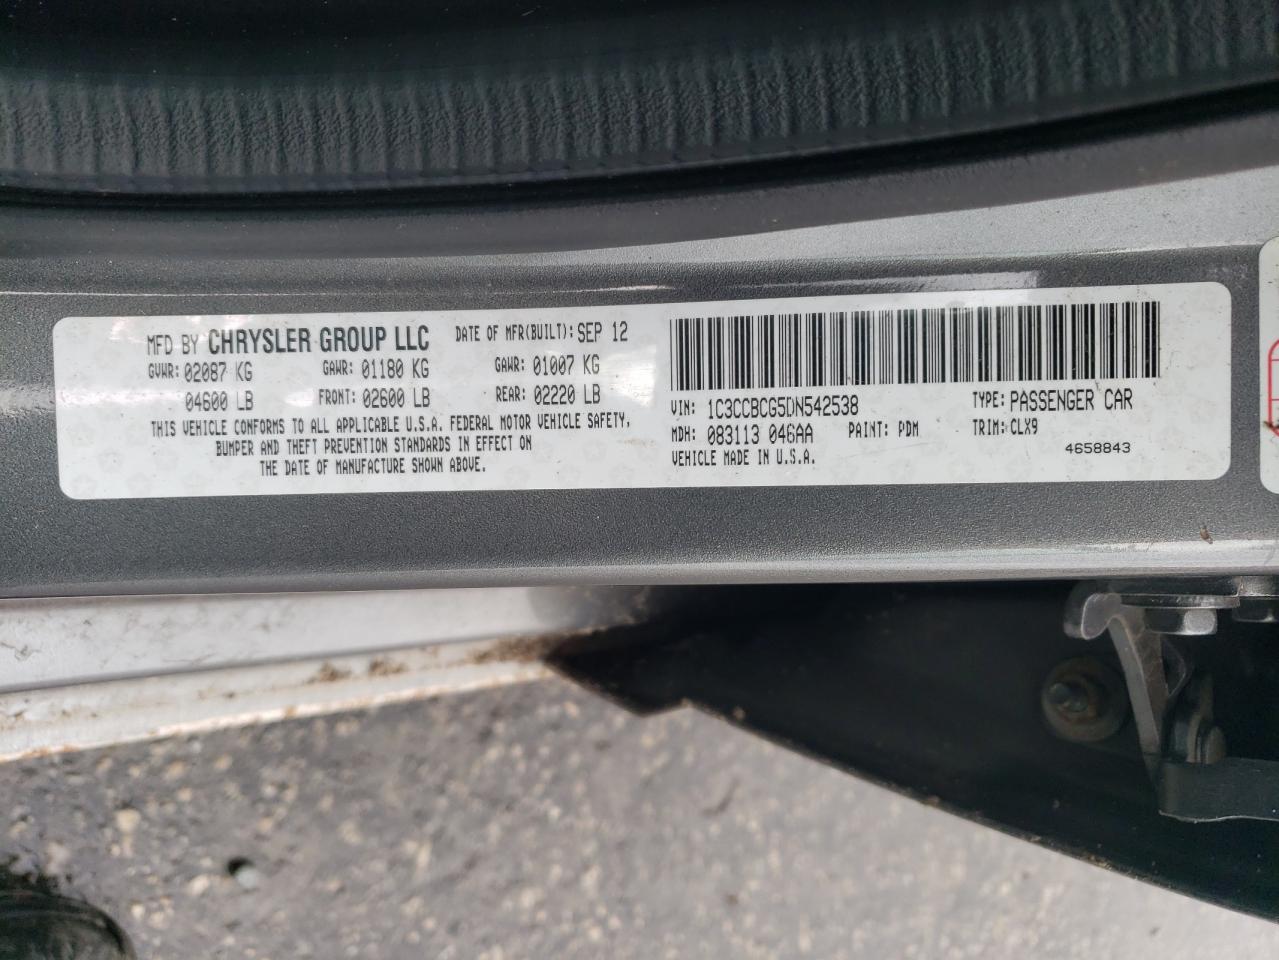 MFD BY CHRYSLER GROUP LLC DATE OF MFR(BUILT): SEP 12
GVWR: 02087 KG GAWR: 01180 KG GAWR: 01007 KG
04600 LB FRONT: 02600 LB REAR: 02220 LB
THIS VEHICLE CONFORMS TO ALL APPLICABLE U.S.A. FEDERAL MOTOR VEHICLE SAFETY,
BUMPER AND THEFT PREVENTION STANDARDS IN EFFECT ON
THE DATE OF MANUFACTURE SHOWN ABOVE.
VIN: 1C3CCBCG5DN542538 TYPE: PASSENGER CAR
MDH: 083113 046AA PAINT: PDM TRIM: CLX9
VEHICLE MADE IN U.S.A. 4658843